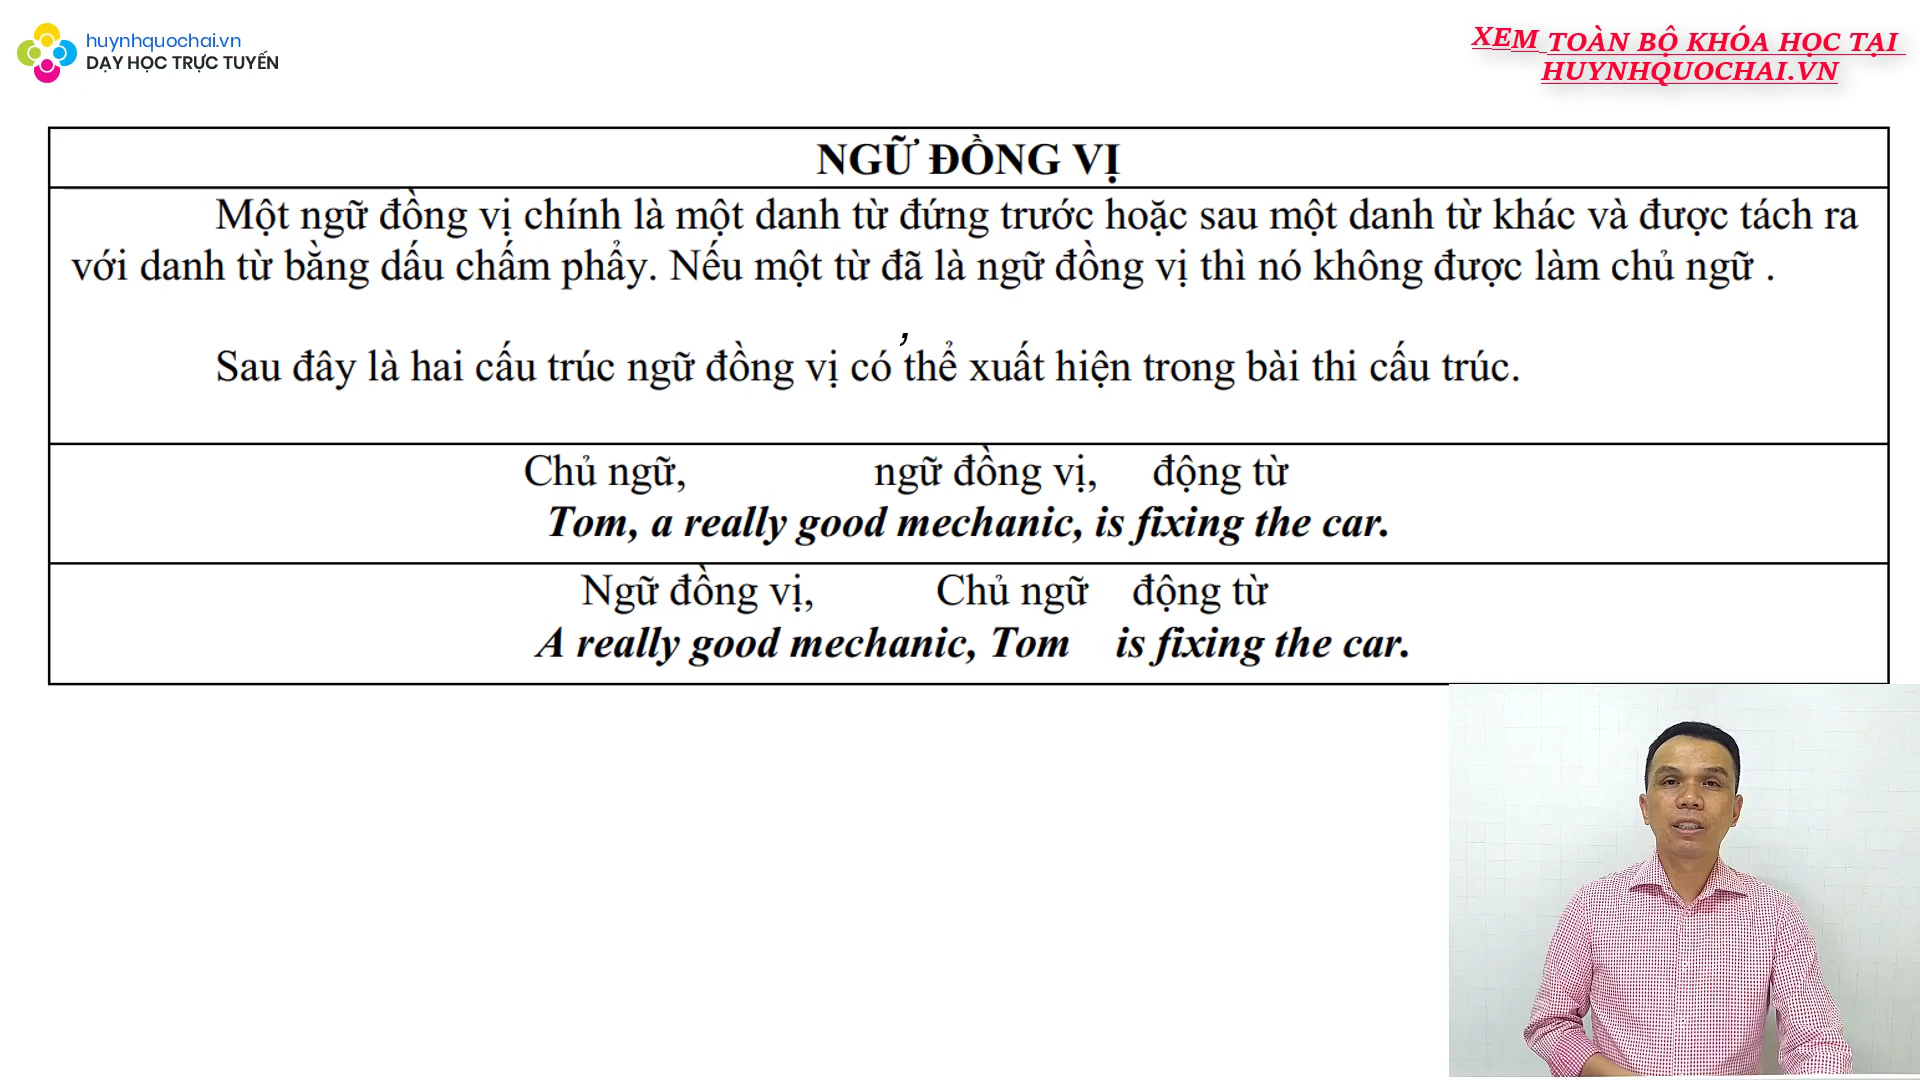 huynhquochai.vn
DẠY HỌC TRỰC TUYẾN
XEM TOÀN BỘ KHÓA HỌC TẠI
HUYNHQUOCHAI.VN
NGỮ ĐỒNG VỊ
Một ngữ đồng vị chính là một danh từ đứng trước hoặc sau một danh từ khác và được tách ra
với danh từ bằng dấu chấm phẩy. Nếu một từ đã là ngữ đồng vị thì nó không được làm chủ ngữ .
,
Sau đây là hai cấu trúc ngữ đồng vị có thể xuất hiện trong bài thi cấu trúc.
Chủ ngữ, ngữ đồng vị, động từ
Tom, a really good mechanic, is fixing the car.
Ngữ đồng vị, Chủ ngữ động từ
A really good mechanic, Tom is fixing the car.